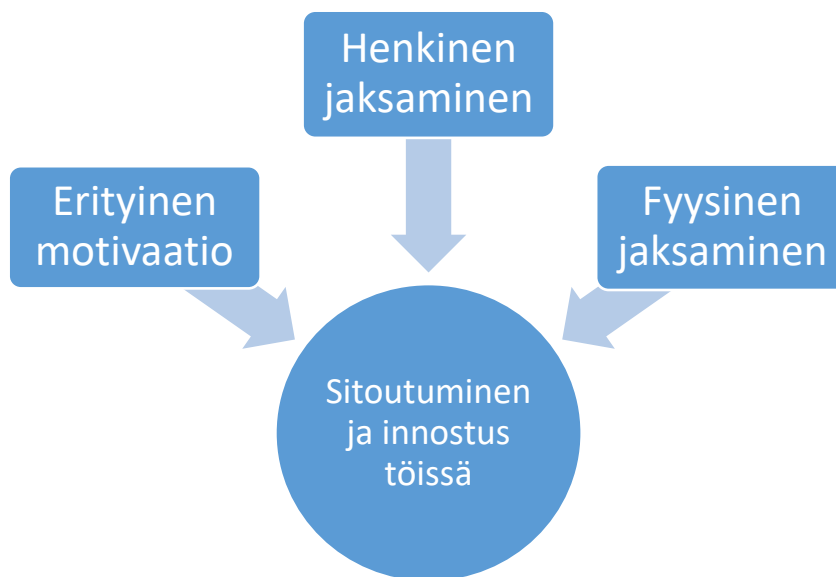 Henkinen
jaksaminen
Erityinen
motivaatio
Fyysinen
jaksaminen
Sitoutuminen
ja innostus
töissä